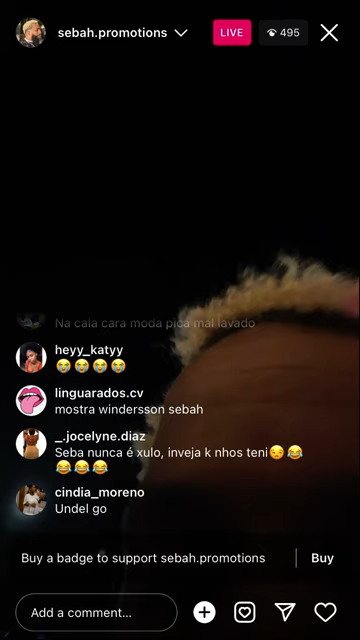 sebah.promotions
LIVE
495
Na cala cara moda pica mal lavado
heyy_katyy
😭😭😭😭
linguarados.cv
mostra windersson sebah
_.jocelyne.diaz
Seba nunca é xulo, inveja k nhos teni😒😂
😂😂😂
cindia_moreno
Undel go
Buy a badge to support sebah.promotions
Buy
Add a comment...